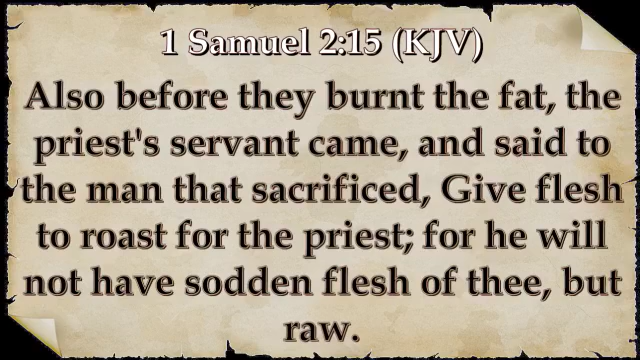 1 Samuel 2:15 (KJV)
Also before they burnt the fat, the
priest's servant came, and said to
the man that sacrificed, Give flesh
to roast for the priest; for he will
not have sodden flesh of thee, but
raw.